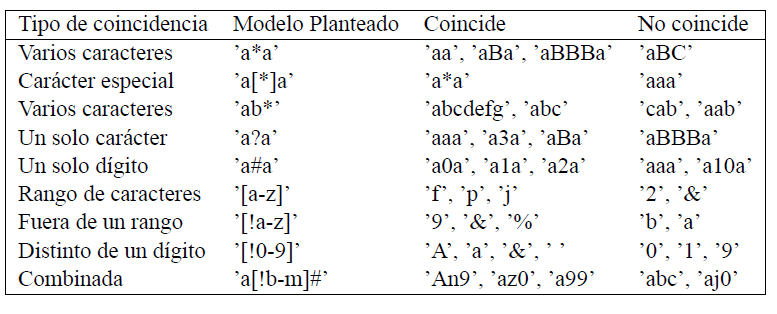 Tipo de coincidencia Modelo Planteado Coincide No coincide
Varios caracteres ’a*a’ ’aa’, ’aBa’, ’aBBBa’ ’aBC’
Carácter especial ’a[*]a’ ’a*a’ ’aaa’
Varios caracteres ’ab*’ ’abcdefg’, ’abc’ ’cab’, ’aab’
Un solo carácter ’a?a’ ’aaa’, ’a3a’, ’aBa’ ’aBBBa’
Un solo dígito ’a#a’ ’a0a’, ’a1a’, ’a2a’ ’aaa’, ’a10a’
Rango de caracteres ’[a-z]’ ’f’, ’p’, ’j’ ’2’, ’&’
Fuera de un rango ’[!a-z]’ ’9’, ’&’, ’%’ ’b’, ’a’
Distinto de un dígito ’[!0-9]’ ’A’, ’a’, ’&’, ’ ’ ’0’, ’1’, ’9’
Combinada ’a[!b-m]#’ ’An9’, ’az0’, ’a99’ ’abc’, ’aj0’